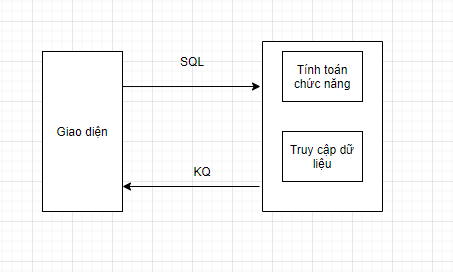 SQL
Giao diện
Tính toán
chức năng
Truy cập dữ
liệu
KQ